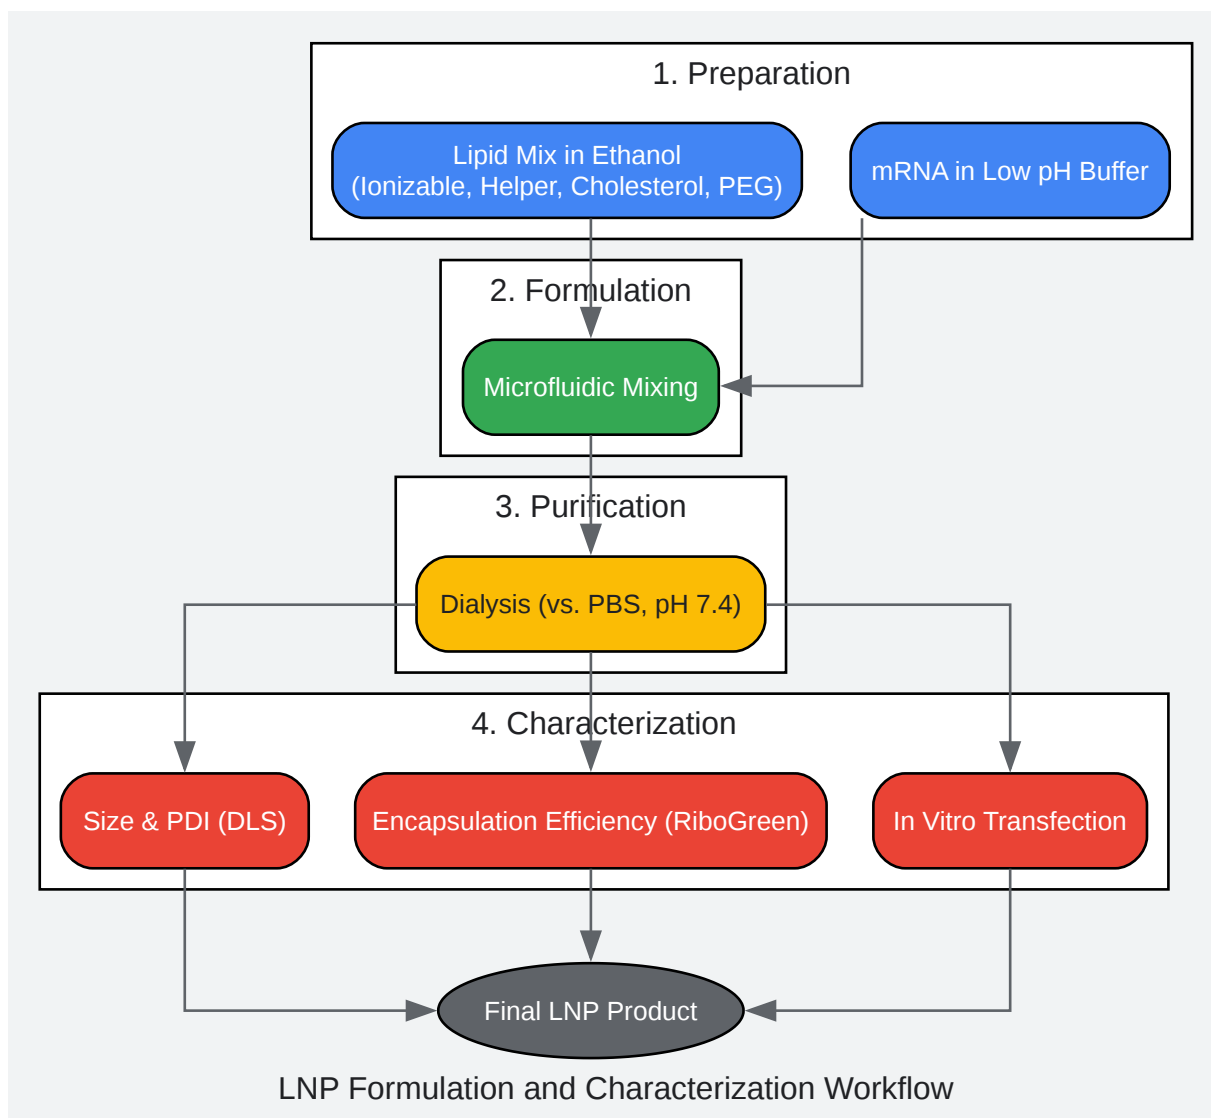 1. Preparation
Lipid Mix in Ethanol
(Ionizable, Helper, Cholesterol, PEG)
mRNA in Low pH Buffer
2. Formulation
Microfluidic Mixing
3. Purification
Dialysis (vs. PBS, pH 7.4)
4. Characterization
Size & PDI (DLS)
Encapsulation Efficiency (RiboGreen)
In Vitro Transfection
Final LNP Product
LNP Formulation and Characterization Workflow